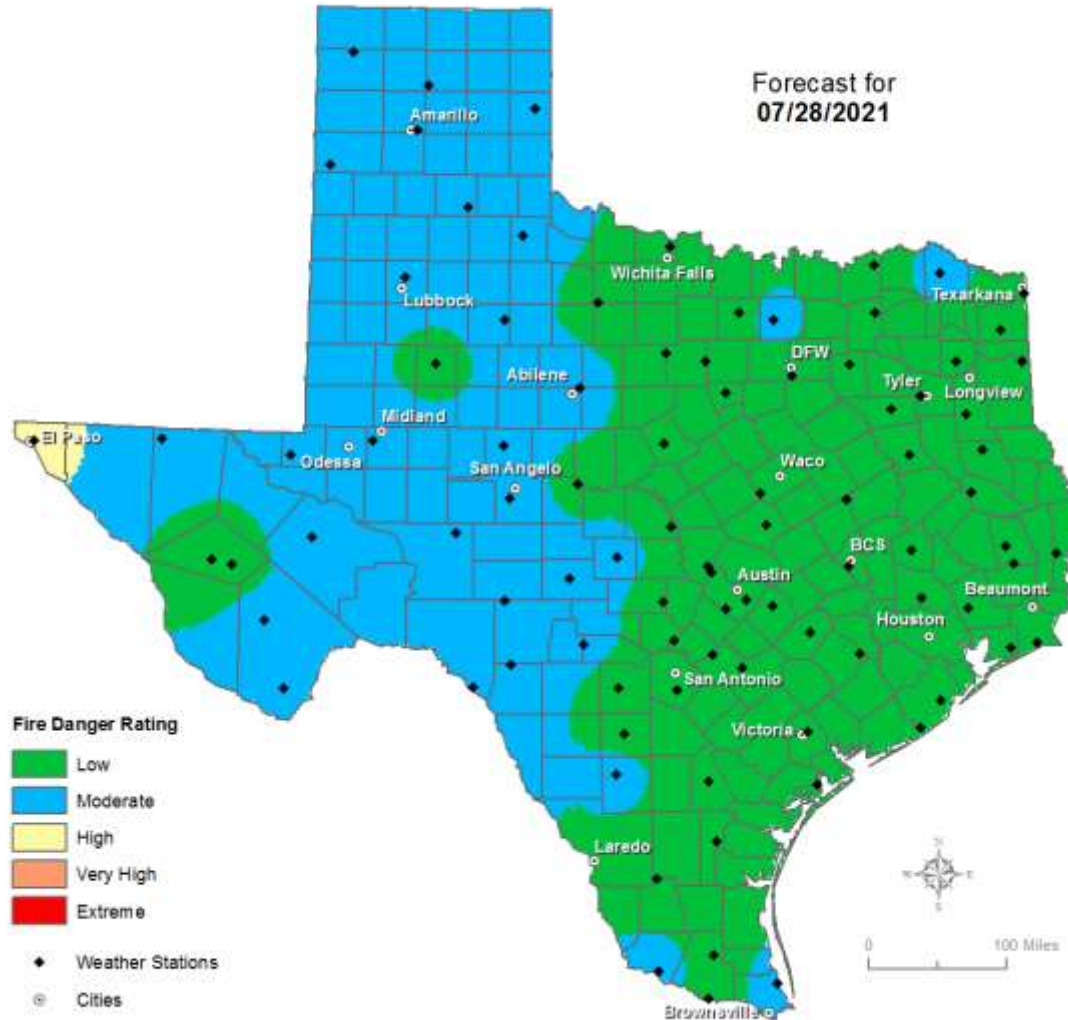 Forecast for
07/28/2021
Amarillo
Wichita Falls
Lubbock
Texarkana
DFW
Abilene
Tyler
Longview
Midland
El Paso
Odessa
San Angelo
Waco
BCS
Austin
Beaumont
Houston
San Antonio
Victoria
Laredo
Brownsville
Fire Danger Rating
Low
Moderate
High
Very High
Extreme
Weather Stations
Cities
N
W E
S
0 100 Miles